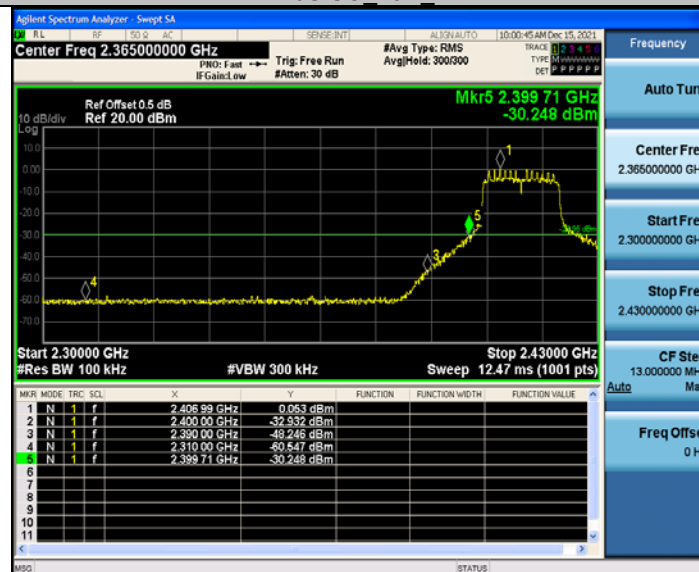 Agilent Spectrum Analyzer - Swept SA
RL RF 50 Ω AC SENSE:INT ALIGN AUTO 10:00:45 AM Dec 15, 2021
Center Freq 2.365000000 GHz
PNO: Fast
IFGain:Low
Trig: Free Run
#Atten: 30 dB
#Avg Type: RMS
Avg|Hold: 300/300
TRACE 1 2 3 4 5 6
TYPE
DET P P P P P P
Frequency
Auto Tun
Ref Offset 0.5 dB
10 dB/div Ref 20.00 dBm
Log
Mkr5 2.399 71 GHz
-30.248 dBm
10.0
0.00
-10.0
-20.0
-30.0
-40.0
-50.0
-60.0
-70.0
1
5
3
4
Center Fre
2.365000000 GH
Start Fre
2.300000000 GH
Stop Fre
2.430000000 GH
Start 2.30000 GHz Stop 2.43000 GHz
#Res BW 100 kHz #VBW 300 kHz Sweep 12.47 ms (1001 pts)
CF Ste
13.000000 MH
Auto Ma
Freq Offse
0 H
MKR MODE TRC SCL X Y FUNCTION FUNCTION WIDTH FUNCTION VALUE
1 N 1 f 2.406 99 GHz 0.053 dBm
2 N 1 f 2.400 00 GHz -32.932 dBm
3 N 1 f 2.390 00 GHz -48.246 dBm
4 N 1 f 2.310 00 GHz -60.547 dBm
5 N 1 f 2.399 71 GHz -30.248 dBm
6
7
8
9
10
11
MSG STATUS